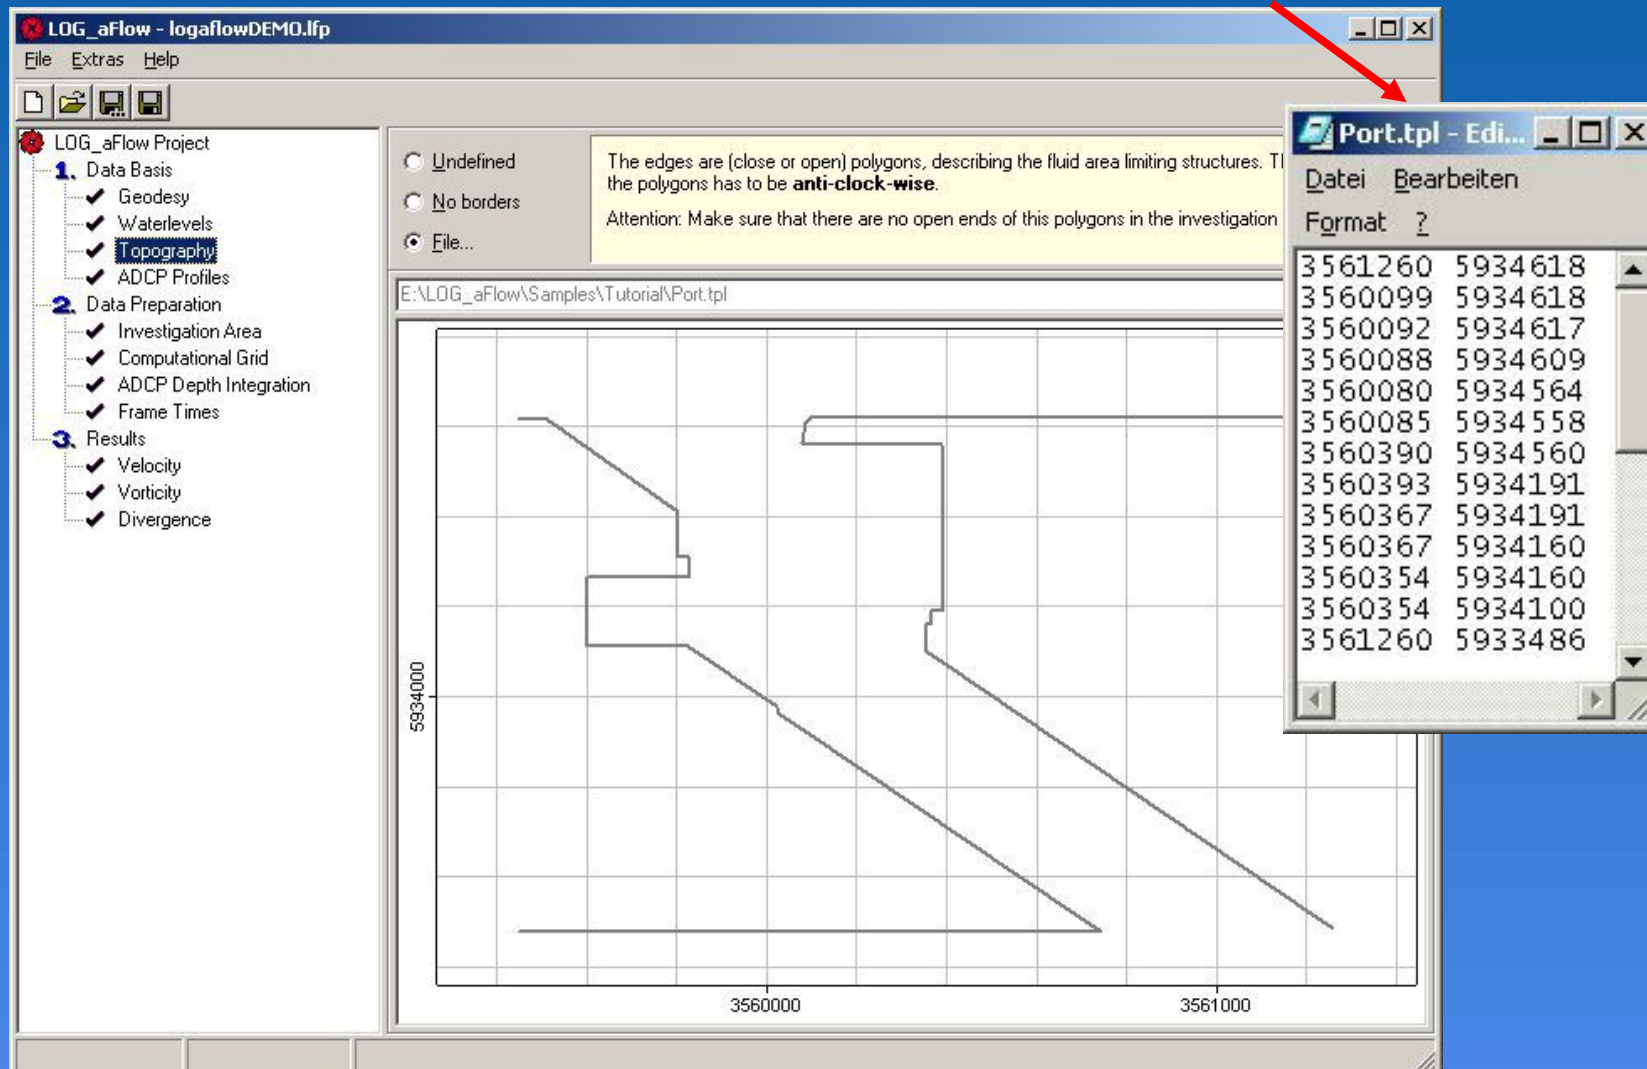 LOG_aFlow - logaflowDEMO.lfp
File Extras Help
LOG_aFlow Project
1. Data Basis
Geodesy
Waterlevels
Topography
ADCP Profiles
2. Data Preparation
Investigation Area
Computational Grid
ADCP Depth Integration
Frame Times
3. Results
Velocity
Vorticity
Divergence
Undefined
No borders
File...
The edges are (close or open) polygons, describing the fluid area limiting structures.
the polygons has to be anti-clock-wise.
Attention: Make sure that there are no open ends of this polygons in the investigation
E:\LOG_aFlow\Samples\Tutorial\Port.tpl
5934000
3560000
3561000
Port.tpl - Edi...
Datei Bearbeiten
Format ?
3561260 5934618
3560099 5934618
3560092 5934617
3560088 5934609
3560080 5934564
3560085 5934558
3560390 5934560
3560393 5934191
3560367 5934191
3560367 5934160
3560354 5934160
3560354 5934100
3561260 5933486